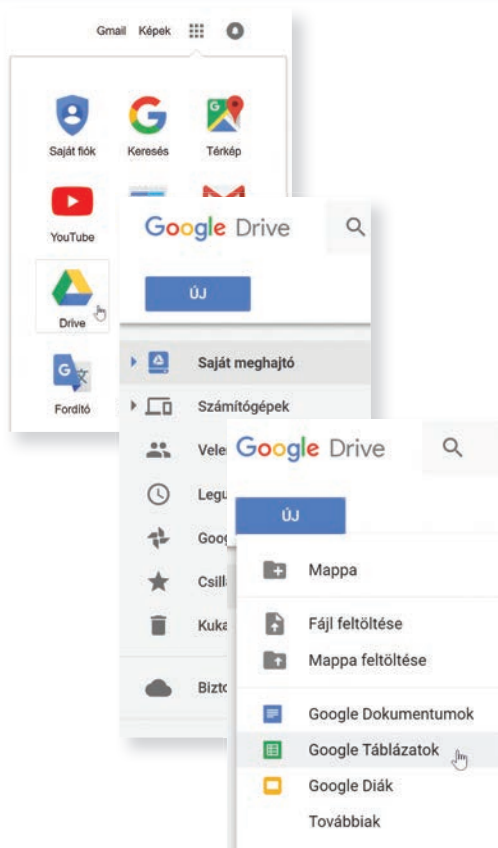 Gmail Képek
Saját fiók Keresés Térkép
YouTube
Drive
Fordító
Google Drive
ÚJ
Saját meghajtó
Számítógépek
Kuka
Google Drive
ÚJ
Mappa
Fájl feltöltése
Mappa feltöltése
Google Dokumentumok
Google Táblázatok
Google Diák
Továbbiak